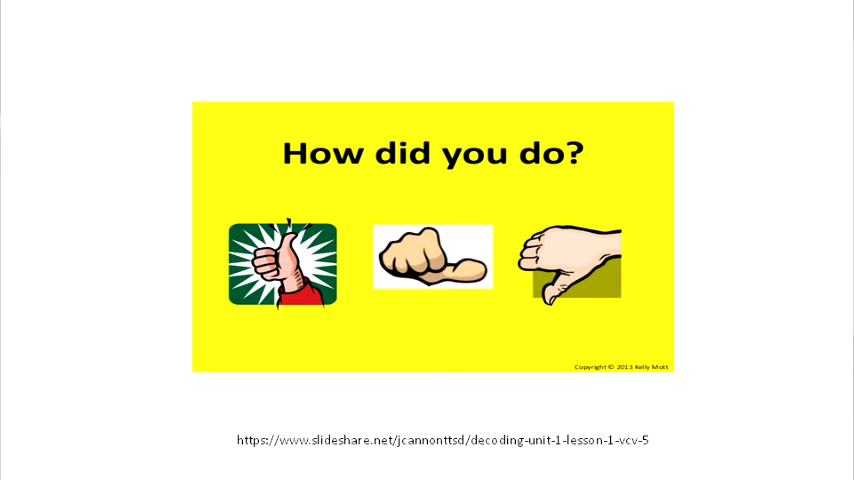 How did you do?
Copyright © 2013 Kelly Mott
https://www.slideshare.net/jcannonttsd/decoding-unit-1-lesson-1-vcv-5